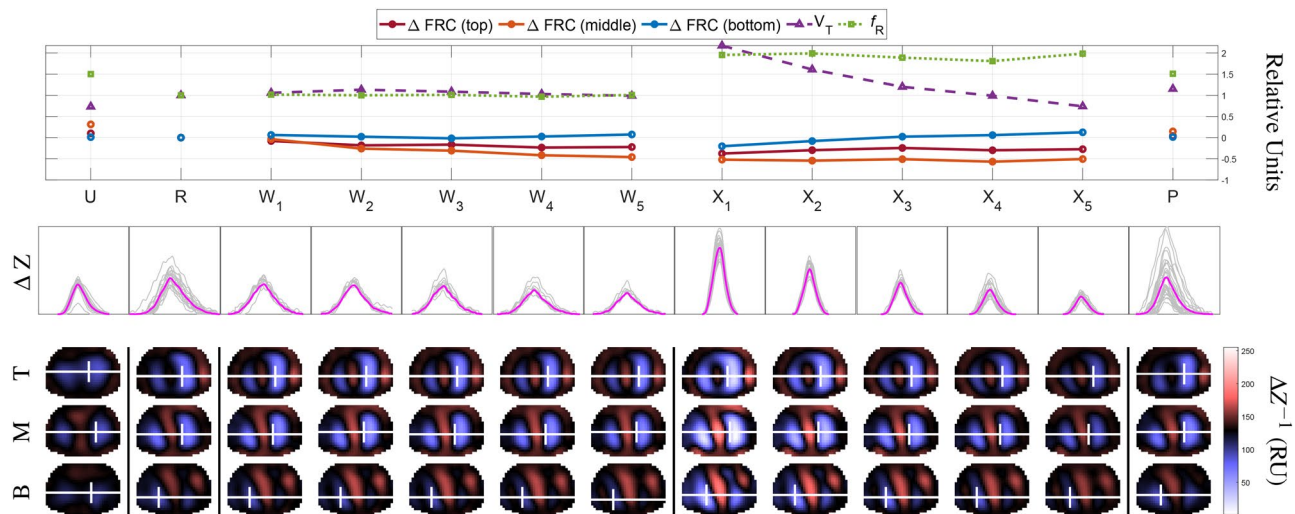 Δ FRC (top) Δ FRC (middle) Δ FRC (bottom) V_T f_R
2
1.5
1
0.5
0
-0.5
-1
Relative Units
U R W_1 W_2 W_3 W_4 W_5 X_1 X_2 X_3 X_4 X_5 P
Δ Z
T
M
B
250
200
150
100
50
ΔZ^-1 (RU)